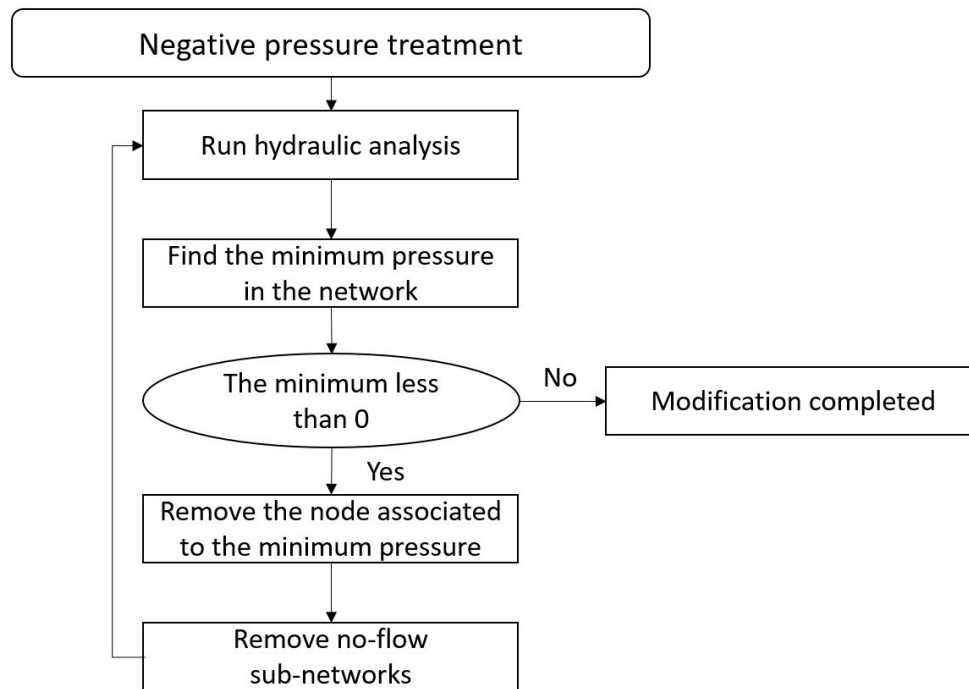 Negative pressure treatment
Run hydraulic analysis
Find the minimum pressure
in the network
The minimum less
than 0
No
Modification completed
Yes
Remove the node associated
to the minimum pressure
Remove no-flow
sub-networks